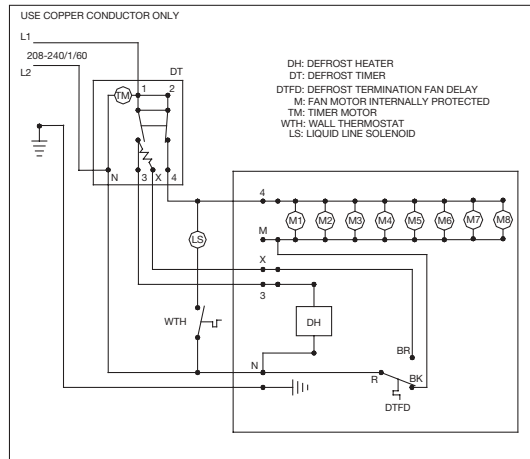 USE COPPER CONDUCTOR ONLY
L1
208-240/1/60
L2
DT
DH: DEFROST HEATER
DT: DEFROST TIMER
DTFD: DEFROST TERMINATION FAN DELAY
M: FAN MOTOR INTERNALLY PROTECTED
TM: TIMER MOTOR
WTH: WALL THERMOSTAT
LS: LIQUID LINE SOLENOID
TM 1 2
N 3 X 4
4
M1 M2 M3 M4 M5 M6 M7 M8
M
LS
X
3
WTH
DH
BR
N
R BK
DTFD